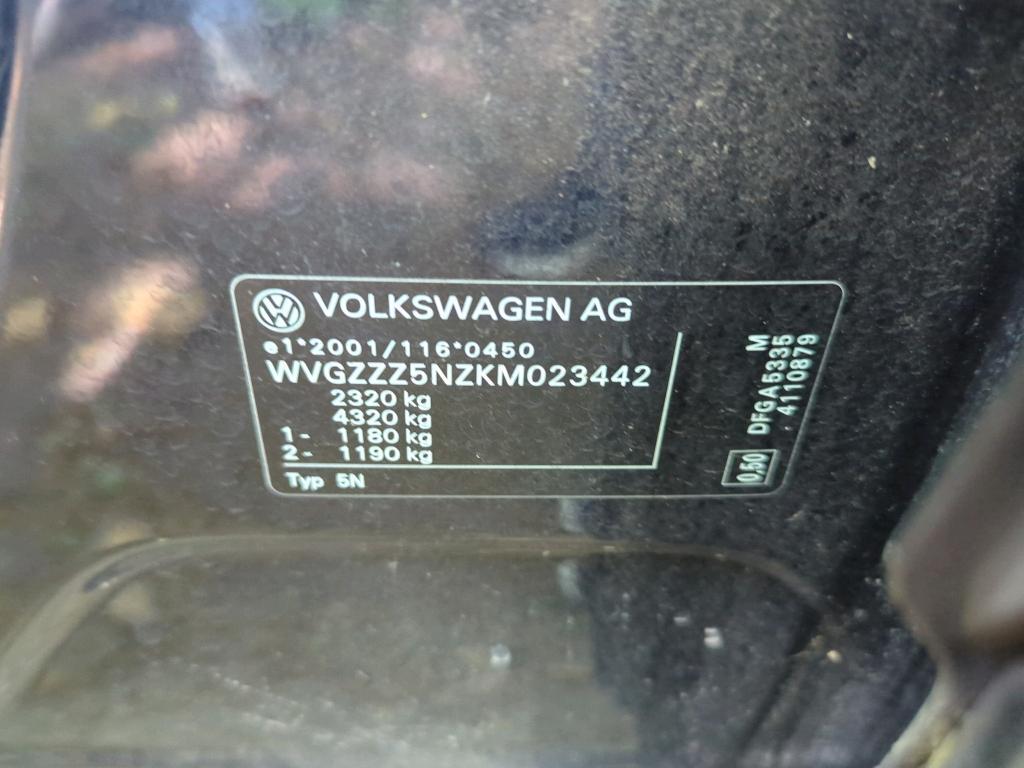 VOLKSWAGEN AG
e1*2001/116*0450
WVGZZZ5NZKM023442
2320 kg
4320 kg
1- 1180 kg
2- 1190 kg
Typ 5N
0,50 DFGA5335 M
4110879